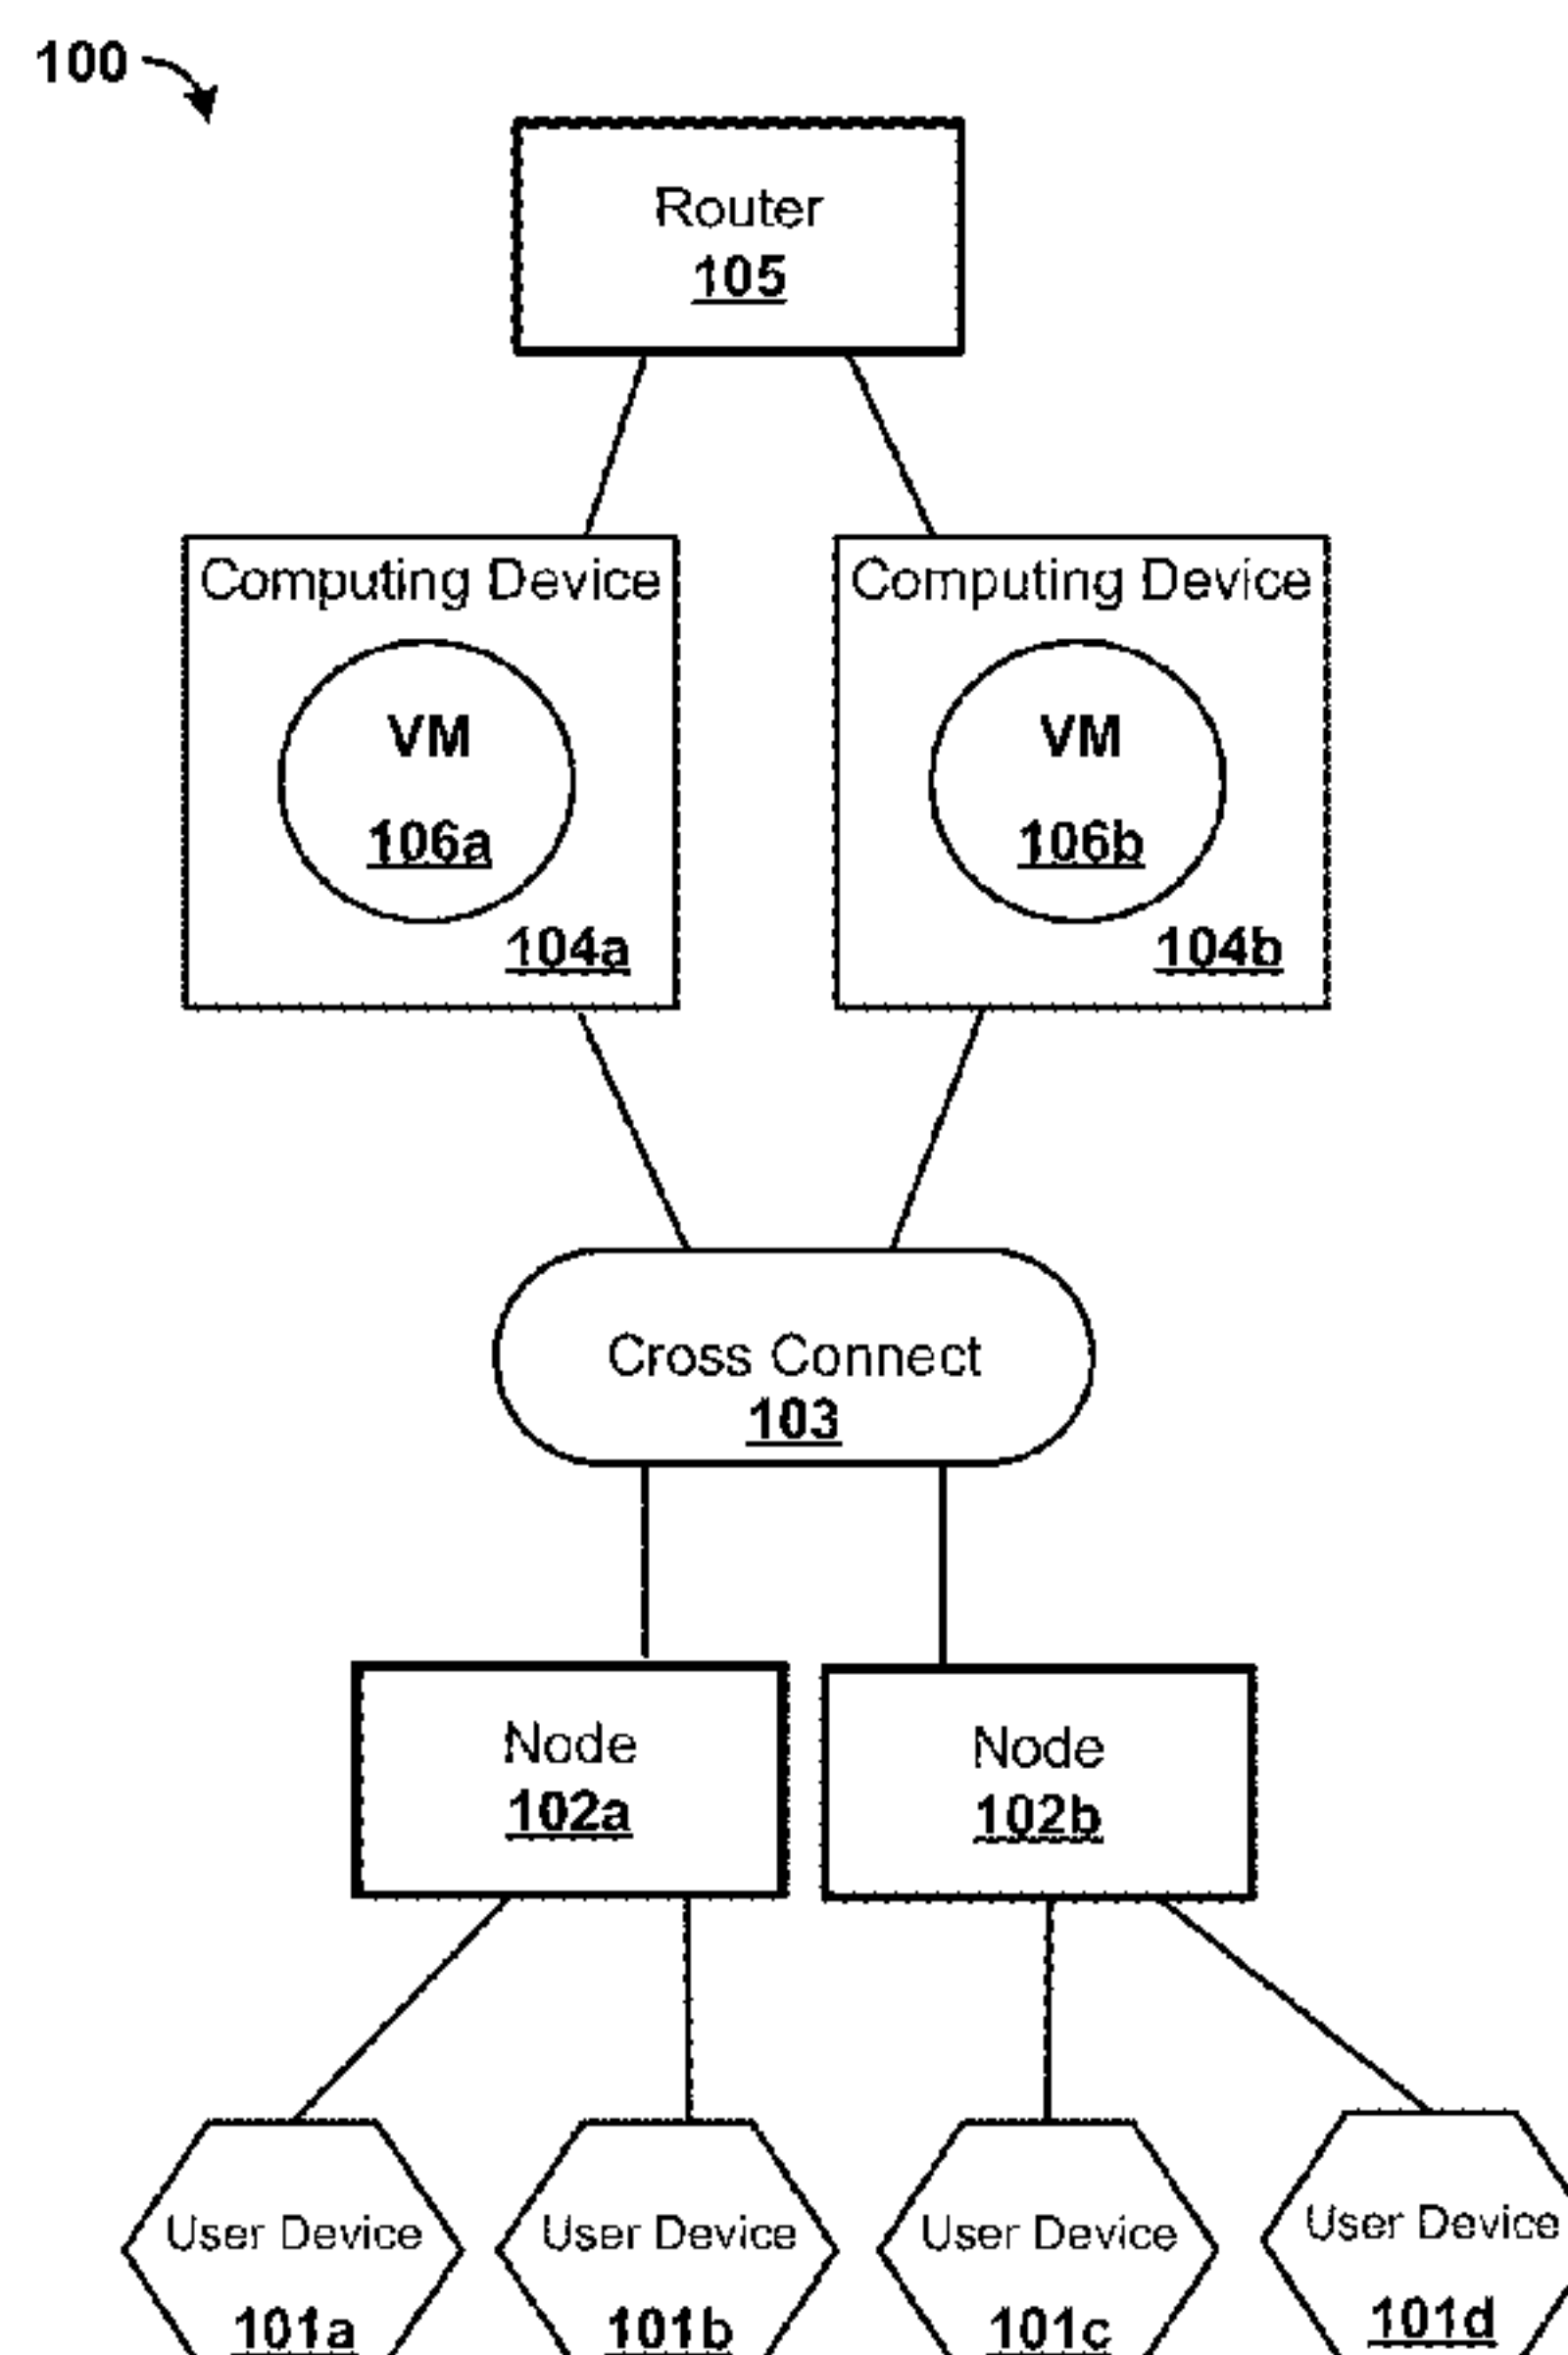 100
Router
105
Computing Device
VM
106a
104a
Computing Device
VM
106b
104b
Cross Connect
103
Node
102a
Node
102b
User Device
101a
User Device
101b
User Device
101c
User Device
101d